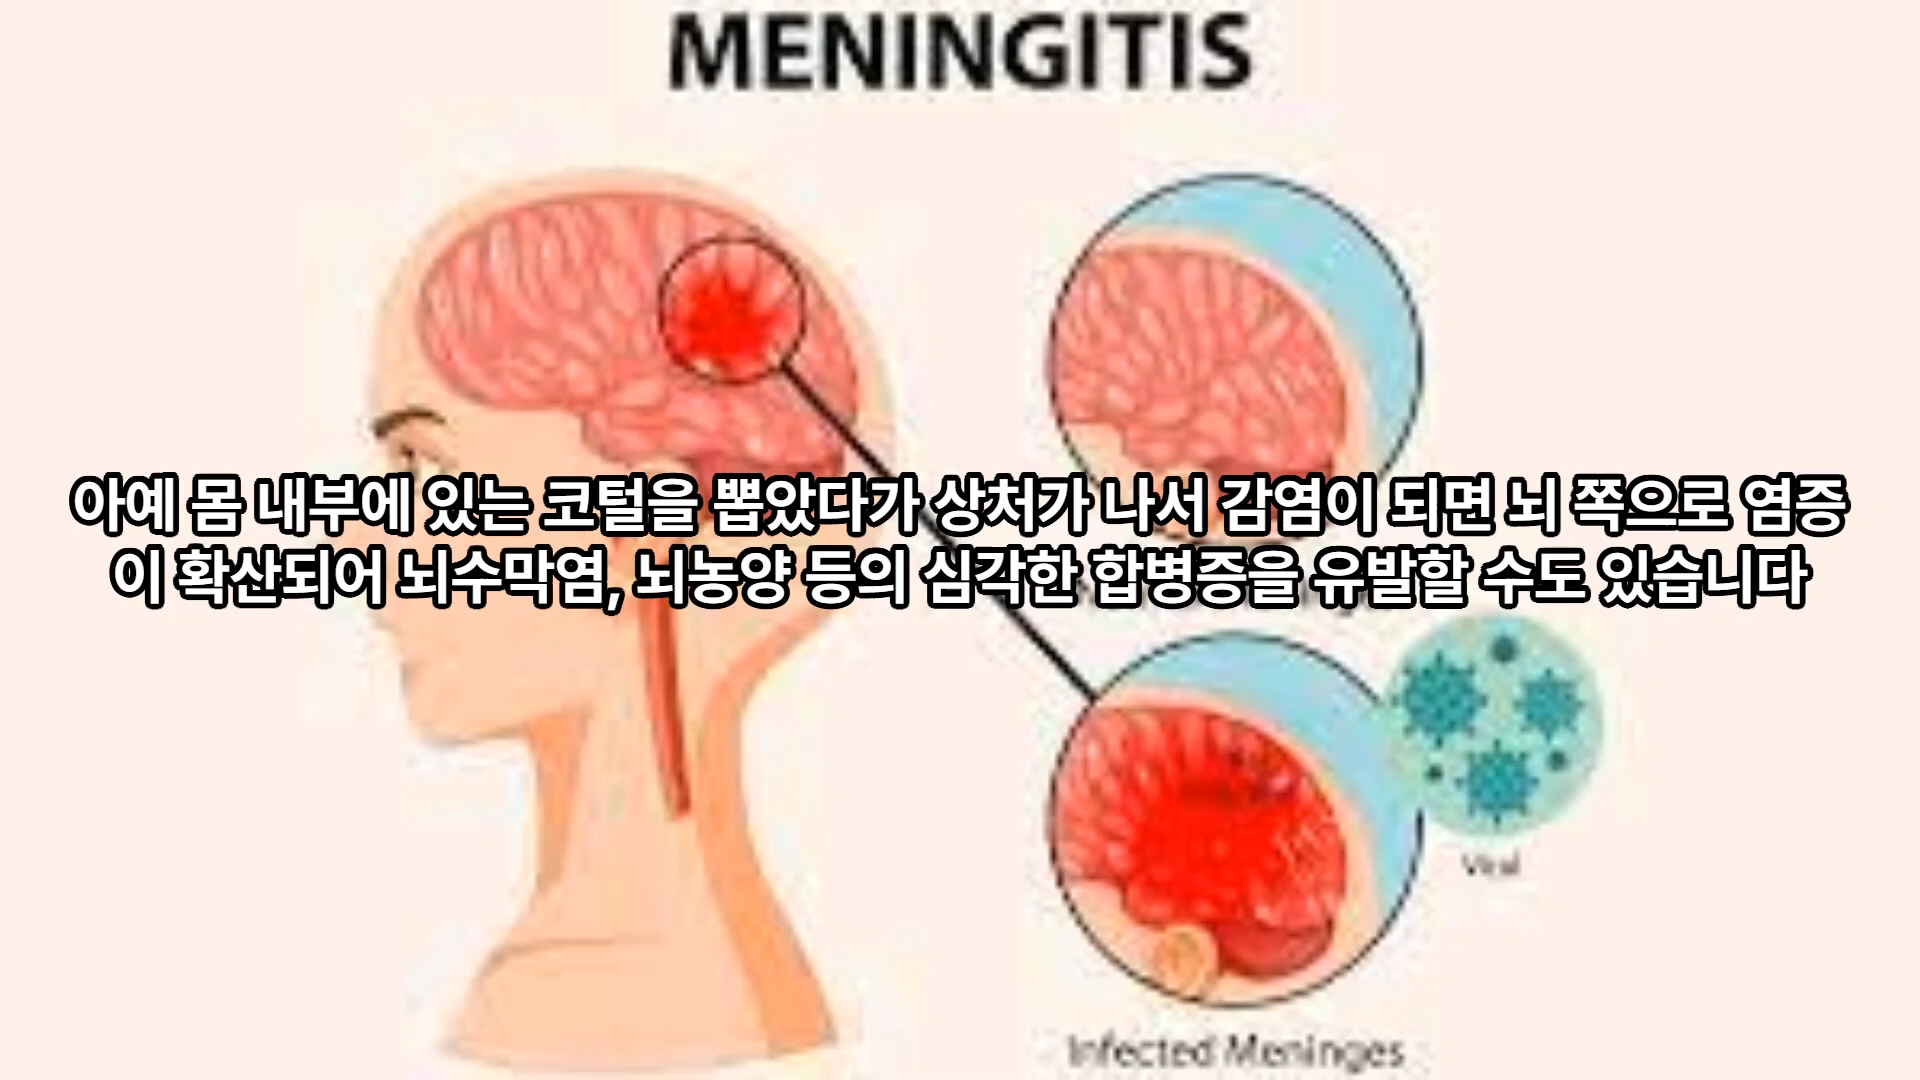 MENINGITIS
아예 몸 내부에 있는 코털을 뽑았다가 상처가 나서 감염이 되면 뇌 쪽으로 염증
이 확산되어 뇌수막염, 뇌농양 등의 심각한 합병증을 유발할 수도 있습니다
Viral
Infected Meninges